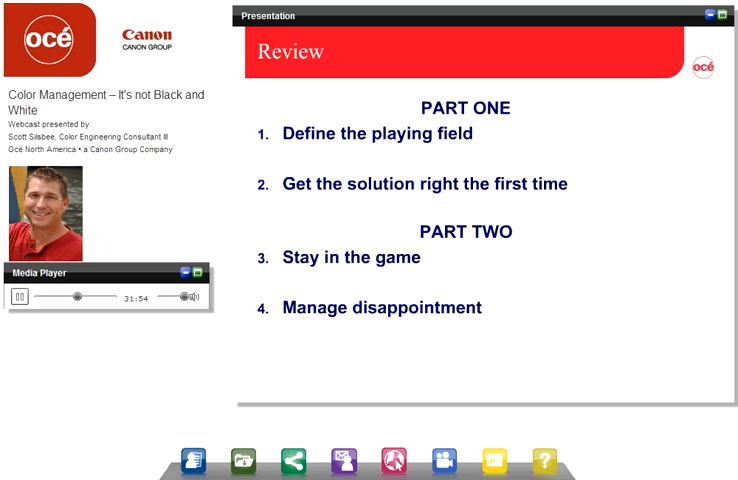 océ
Canon
CANON GROUP
Color Management – It's not Black and
White
Webcast presented by:
Scott Silsbee, Color Engineering Consultant III
Océ North America • a Canon Group Company
Media Player
31:54
Presentation
Review
océ
PART ONE
1. Define the playing field
2. Get the solution right the first time
PART TWO
3. Stay in the game
4. Manage disappointment
?